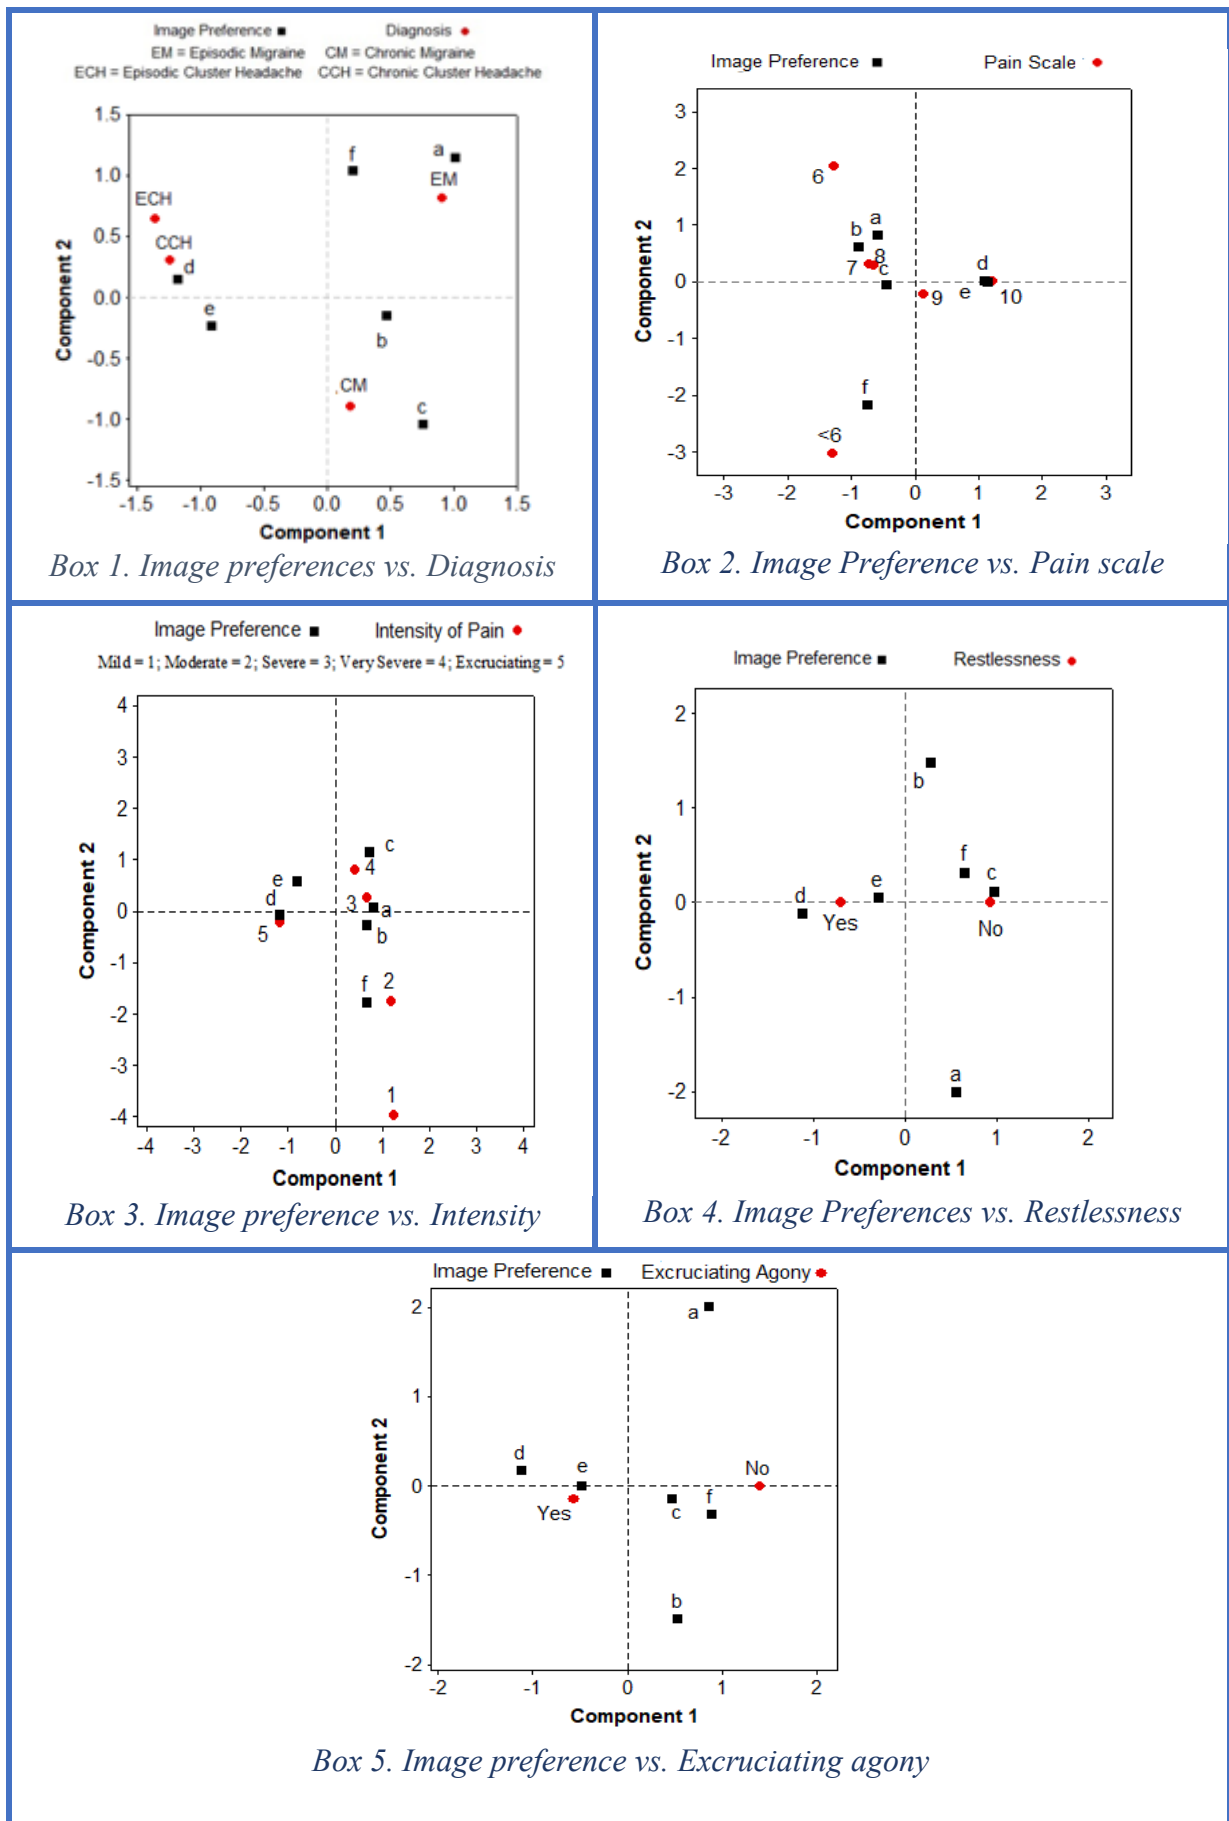 Image Preference ■ Diagnosis ●
EM = Episodic Migraine CM = Chronic Migraine
ECH = Episodic Cluster Headache CCH = Chronic Cluster Headache
1.5
1.0
0.5
0.0
-0.5
-1.0
-1.5
Component 2
f
a
EM
ECH
CCH
d
e
b
CM
c
-1.5 -1.0 -0.5 0.0 0.5 1.0 1.5
Component 1
Box 1. Image preferences vs. Diagnosis
Image Preference ■ Pain Scale ●
3
2
1
0
-1
-2
-3
Component 2
6
a
b
8
7
c
d
e
9
10
f
<6
-3 -2 -1 0 1 2 3
Component 1
Box 2. Image Preference vs. Pain scale
Image Preference ■ Intensity of Pain ●
Mild = 1; Moderate = 2; Severe = 3; Very Severe = 4; Excruciating = 5
4
3
2
1
0
-1
-2
-3
-4
Component 2
c
4
e
d
3
a
5
b
f
2
1
-4 -3 -2 -1 0 1 2 3 4
Component 1
Box 3. Image preference vs. Intensity
Image Preference ■ Restlessness ●
2
1
0
-1
-2
Component 2
b
f
c
e
d
Yes
No
a
-2 -1 0 1 2
Component 1
Box 4. Image Preferences vs. Restlessness
Image Preference ■ Excruciating Agony ●
2
1
0
-1
-2
Component 2
a
d
e
No
Yes
c
f
b
-2 -1 0 1 2
Component 1
Box 5. Image preference vs. Excruciating agony